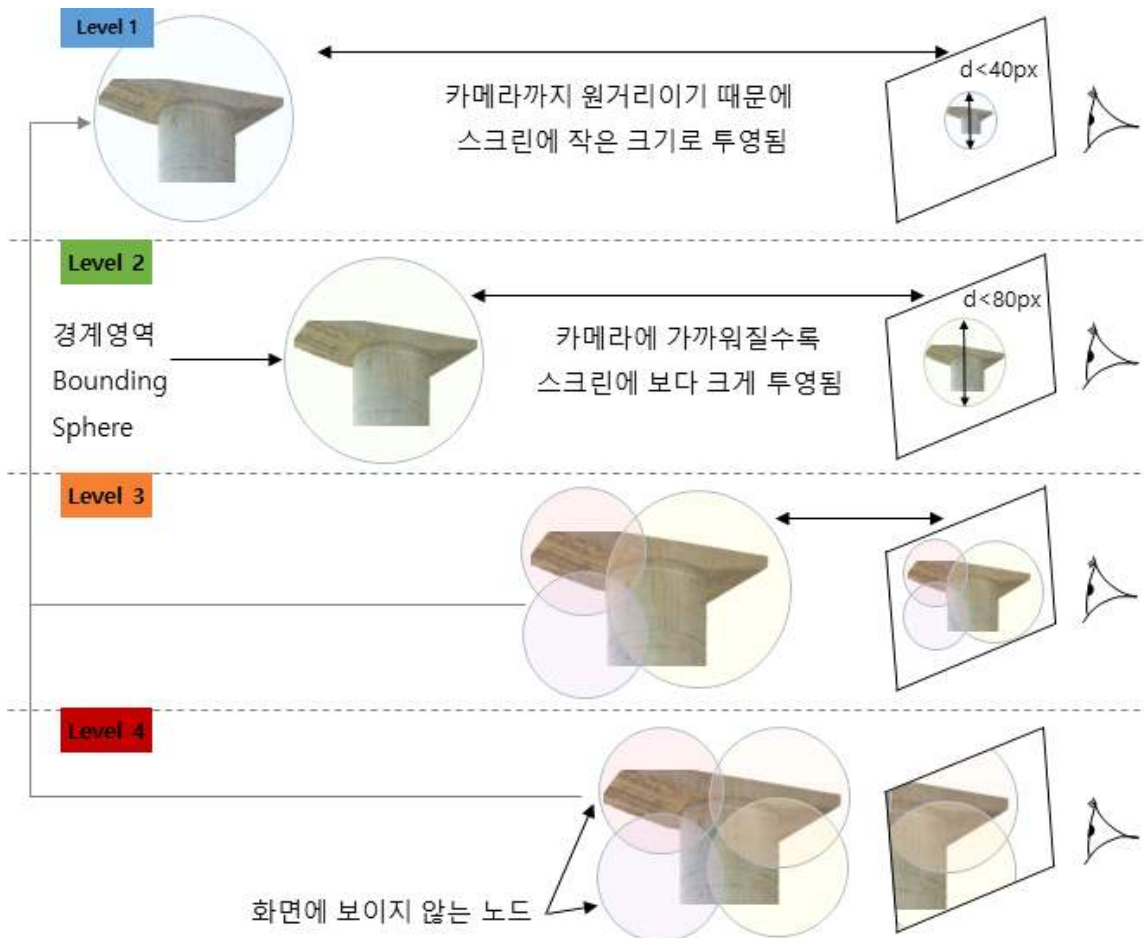 Level 1
d<40px
카메라까지 원거리이기 때문에
스크린에 작은 크기로 투영됨
Level 2
d<80px
경계영역
Bounding
Sphere
카메라에 가까워질수록
스크린에 보다 크게 투영됨
Level 3
Level 4
화면에 보이지 않는 노드